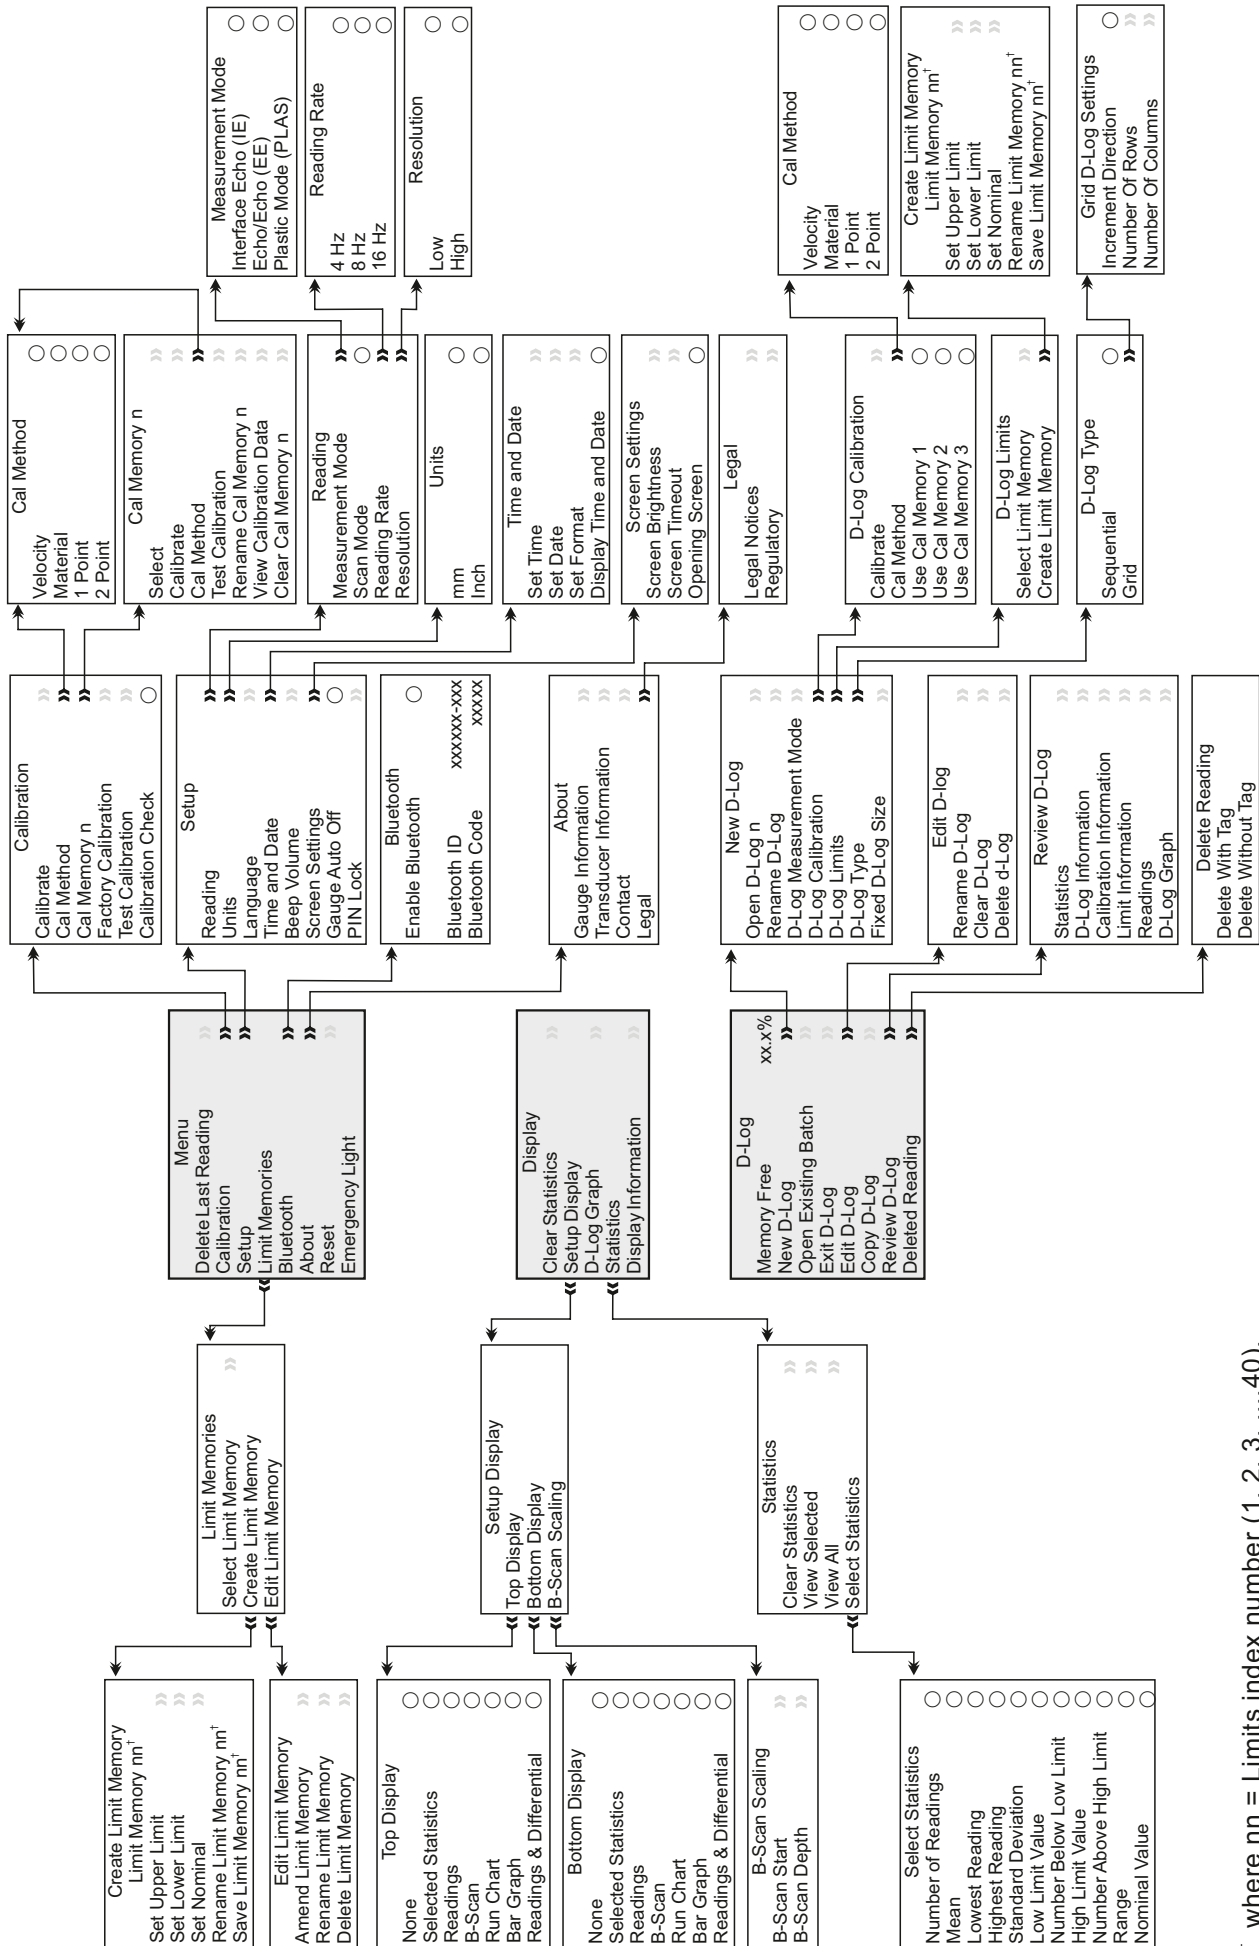 Create Limit Memory
Limit Memory nn†
Set Upper Limit
Set Lower Limit
Set Nominal
Rename Limit Memory nn†
Save Limit Memory nn†
Edit Limit Memory
Amend Limit Memory
Rename Limit Memory
Delete Limit Memory
Top Display
None
Selected Statistics
Readings
B-Scan
Run Chart
Bar Graph
Readings & Differential
Bottom Display
None
Selected Statistics
Readings
B-Scan
Run Chart
Bar Graph
Readings & Differential
B-Scan Scaling
B-Scan Start
B-Scan Depth
Select Statistics
Number of Readings
Mean
Lowest Reading
Highest Reading
Standard Deviation
Low Limit Value
Number Below Low Limit
High Limit Value
Number Above High Limit
Range
Nominal Value
Limit Memories
Select Limit Memory
Create Limit Memory
Edit Limit Memory
Setup Display
Top Display
Bottom Display
B-Scan Scaling
Statistics
Clear Statistics
View Selected
View All
Select Statistics
Menu
Delete Last Reading
Calibration
Setup
Limit Memories
Bluetooth
About
Reset
Emergency Light
Display
Clear Statistics
Setup Display
D-Log Graph
Statistics
Display Information
D-Log
Memory Free xx.x%
New D-Log
Open Existing Batch
Exit D-Log
Edit D-Log
Copy D-Log
Review D-Log
Deleted Reading
Calibration
Calibrate
Cal Method
Cal Memory n
Factory Calibration
Test Calibration
Calibration Check
Setup
Reading
Units
Language
Time and Date
Beep Volume
Screen Settings
Gauge Auto Off
PIN Lock
Bluetooth
Enable Bluetooth
Bluetooth ID xxxxxx-xxx
Bluetooth Code xxxxx
About
Gauge Information
Transducer Information
Contact
Legal
New D-Log
Open D-Log n
Rename D-Log
D-Log Measurement Mode
D-Log Calibration
D-Log Limits
D-Log Type
Fixed D-Log Size
Edit D-log
Rename D-Log
Clear D-Log
Delete d-Log
Review D-Log
Statistics
D-Log Information
Calibration Information
Limit Information
Readings
D-Log Graph
Delete Reading
Delete With Tag
Delete Without Tag
Cal Method
Velocity
Material
1 Point
2 Point
Cal Memory n
Select
Calibrate
Cal Method
Test Calibration
Rename Cal Memory n
View Calibration Data
Clear Cal Memory n
Reading
Measurement Mode
Scan Mode
Reading Rate
Resolution
Units
mm
Inch
Time and Date
Set Time
Set Date
Set Format
Display Time and Date
Screen Settings
Screen Brightness
Screen Timeout
Opening Screen
Legal
Legal Notices
Regulatory
D-Log Calibration
Calibrate
Cal Method
Use Cal Memory 1
Use Cal Memory 2
Use Cal Memory 3
D-Log Limits
Select Limit Memory
Create Limit Memory
D-Log Type
Sequential
Grid
Measurement Mode
Interface Echo (IE)
Echo/Echo (EE)
Plastic Mode (PLAS)
Reading Rate
4 Hz
8 Hz
16 Hz
Resolution
Low
High
Cal Method
Velocity
Material
1 Point
2 Point
Create Limit Memory
Limit Memory nn†
Set Upper Limit
Set Lower Limit
Set Nominal
Rename Limit Memory nn†
Save Limit Memory nn†
Grid D-Log Settings
Increment Direction
Number Of Rows
Number Of Columns
where nn = Limits index number (1, 2, 3, ....40).